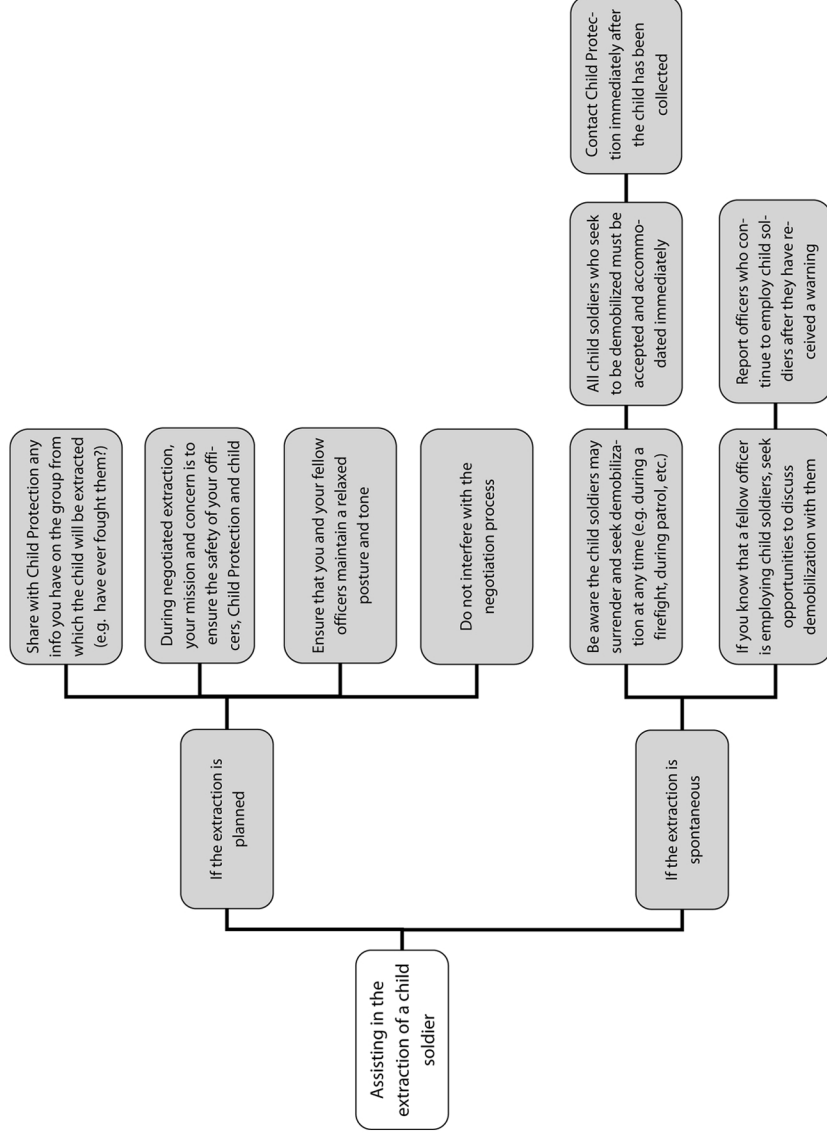 Assisting in the
extraction of a child
soldier
If the extraction is
planned
Share with Child Protection any
info you have on the group from
which the child will be extracted
(e.g. have ever fought them?)
During negotiated extraction,
your mission and concern is to
ensure the safety of your offi-
cers, Child Protection and child
Ensure that you and your fellow
officers maintain a relaxed
posture and tone
Do not interfere with the
negotiation process
If the extraction is
spontaneous
Be aware the child soldiers may
surrender and seek demobiliza-
tion at any time (e.g. during a
firefight, during patrol, etc.)
All child soldiers who seek
to be demobilized must be
accepted and accommo-
dated immediately
Contact Child Protec-
tion immediately after
the child has been
collected
If you know that a fellow officer
is employing child soldiers, seek
opportunities to discuss
demobilization with them
Report officers who con-
tinue to employ child sol-
diers after they have re-
ceived a warning